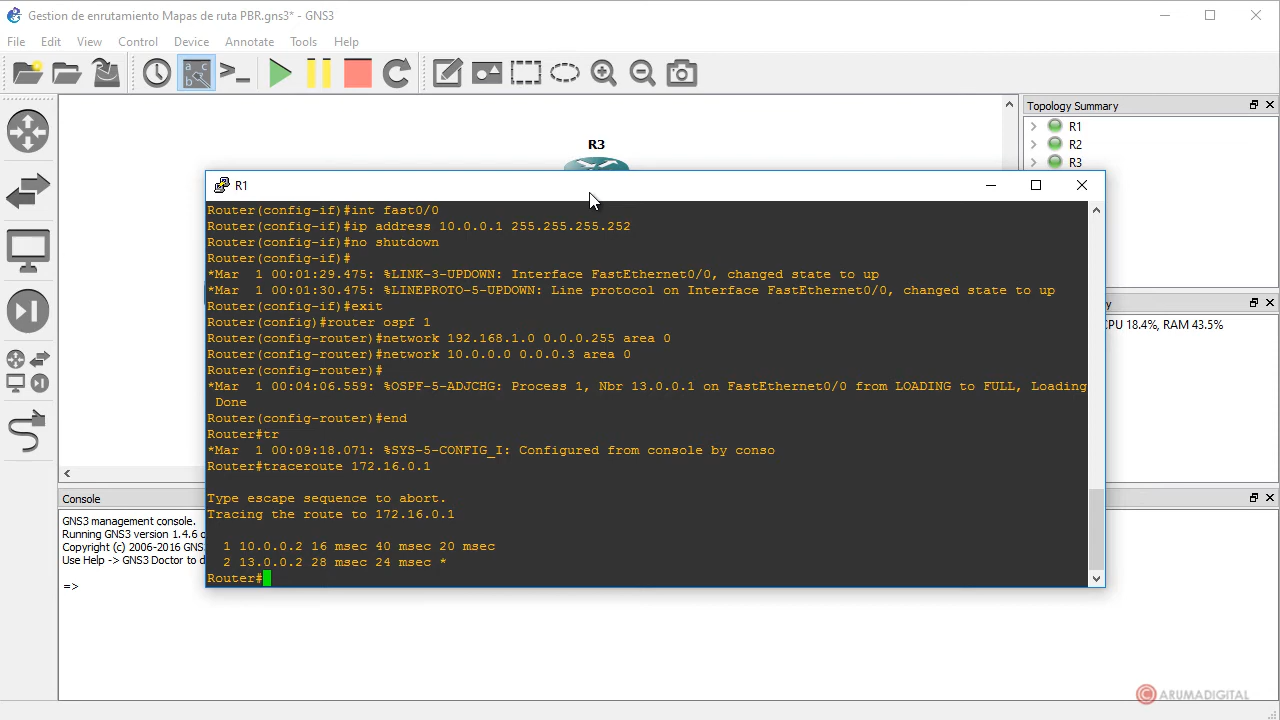 Gestion de enrutamiento Mapas de ruta PBR.gns3* - GNS3
File Edit View Control Device Annotate Tools Help
Topology Summary
R1
R2
R3
R3
R1
Router(config-if)#int fast0/0
Router(config-if)#ip address 10.0.0.1 255.255.255.252
Router(config-if)#no shutdown
Router(config-if)#
*Mar  1 00:01:29.475: %LINK-3-UPDOWN: Interface FastEthernet0/0, changed state to up
*Mar  1 00:01:30.475: %LINEPROTO-5-UPDOWN: Line protocol on Interface FastEthernet0/0, changed state to up
Router(config-if)#exit
Router(config)#router ospf 1
Router(config-router)#network 192.168.1.0 0.0.0.255 area 0
Router(config-router)#network 10.0.0.0 0.0.0.3 area 0
Router(config-router)#
*Mar  1 00:04:06.559: %OSPF-5-ADJCHG: Process 1, Nbr 13.0.0.1 on FastEthernet0/0 from LOADING to FULL, Loading
Done
Router(config-router)#end
Router#tr
*Mar  1 00:09:18.071: %SYS-5-CONFIG_I: Configured from console by conso
Router#traceroute 172.16.0.1
Type escape sequence to abort.
Tracing the route to 172.16.0.1
1 10.0.0.2 16 msec 40 msec 20 msec
2 13.0.0.2 28 msec 24 msec *
Router#
18.4%, RAM 43.5%
Console
GNS3 management console.
Running GNS3 version 1.4.6
Copyright (c) 2006-2016 GNS
Use Help -> GNS3 Doctor to
=>
© ARUMADIGITAL